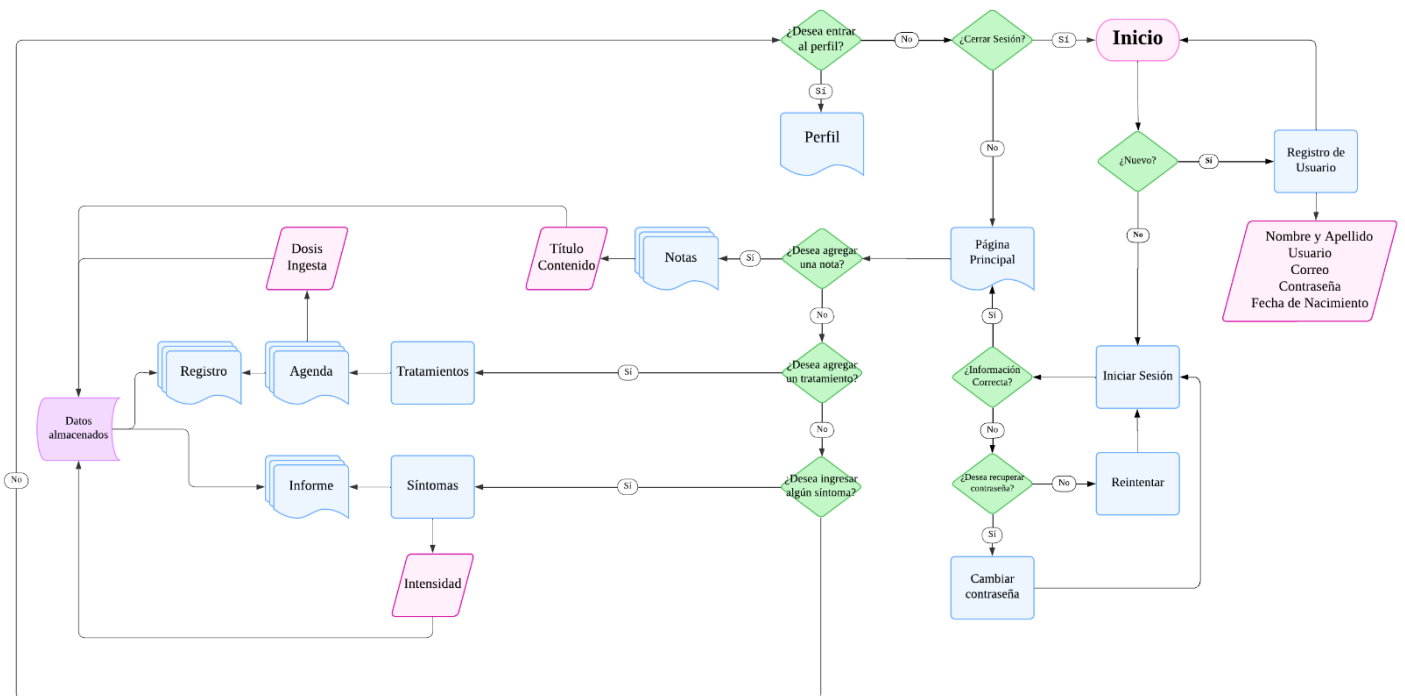 ¿Desea entrar
al perfil?
No
¿Cerrar Sesión?
Sí
Inicio
Sí
Perfil
No
¿Nuevo?
Sí
Registro de
Usuario
Nombre y Apellido
Usuario
Correo
Contraseña
Fecha de Nacimiento
No
Dosis
Ingesta
Título
Contenido
Notas
Sí
¿Desea agregar
una nota?
Página
Principal
No
Sí
Registro
Agenda
Tratamientos
Sí
¿Desea agregar
un tratamiento?
¿Información
Correcta?
Iniciar Sesión
Datos
almacenados
No
No
No
Informe
Síntomas
Sí
¿Desea ingresar
algún síntoma?
¿Desea recuperar
contraseña?
No
Reintentar
Sí
Intensidad
Cambiar
contraseña